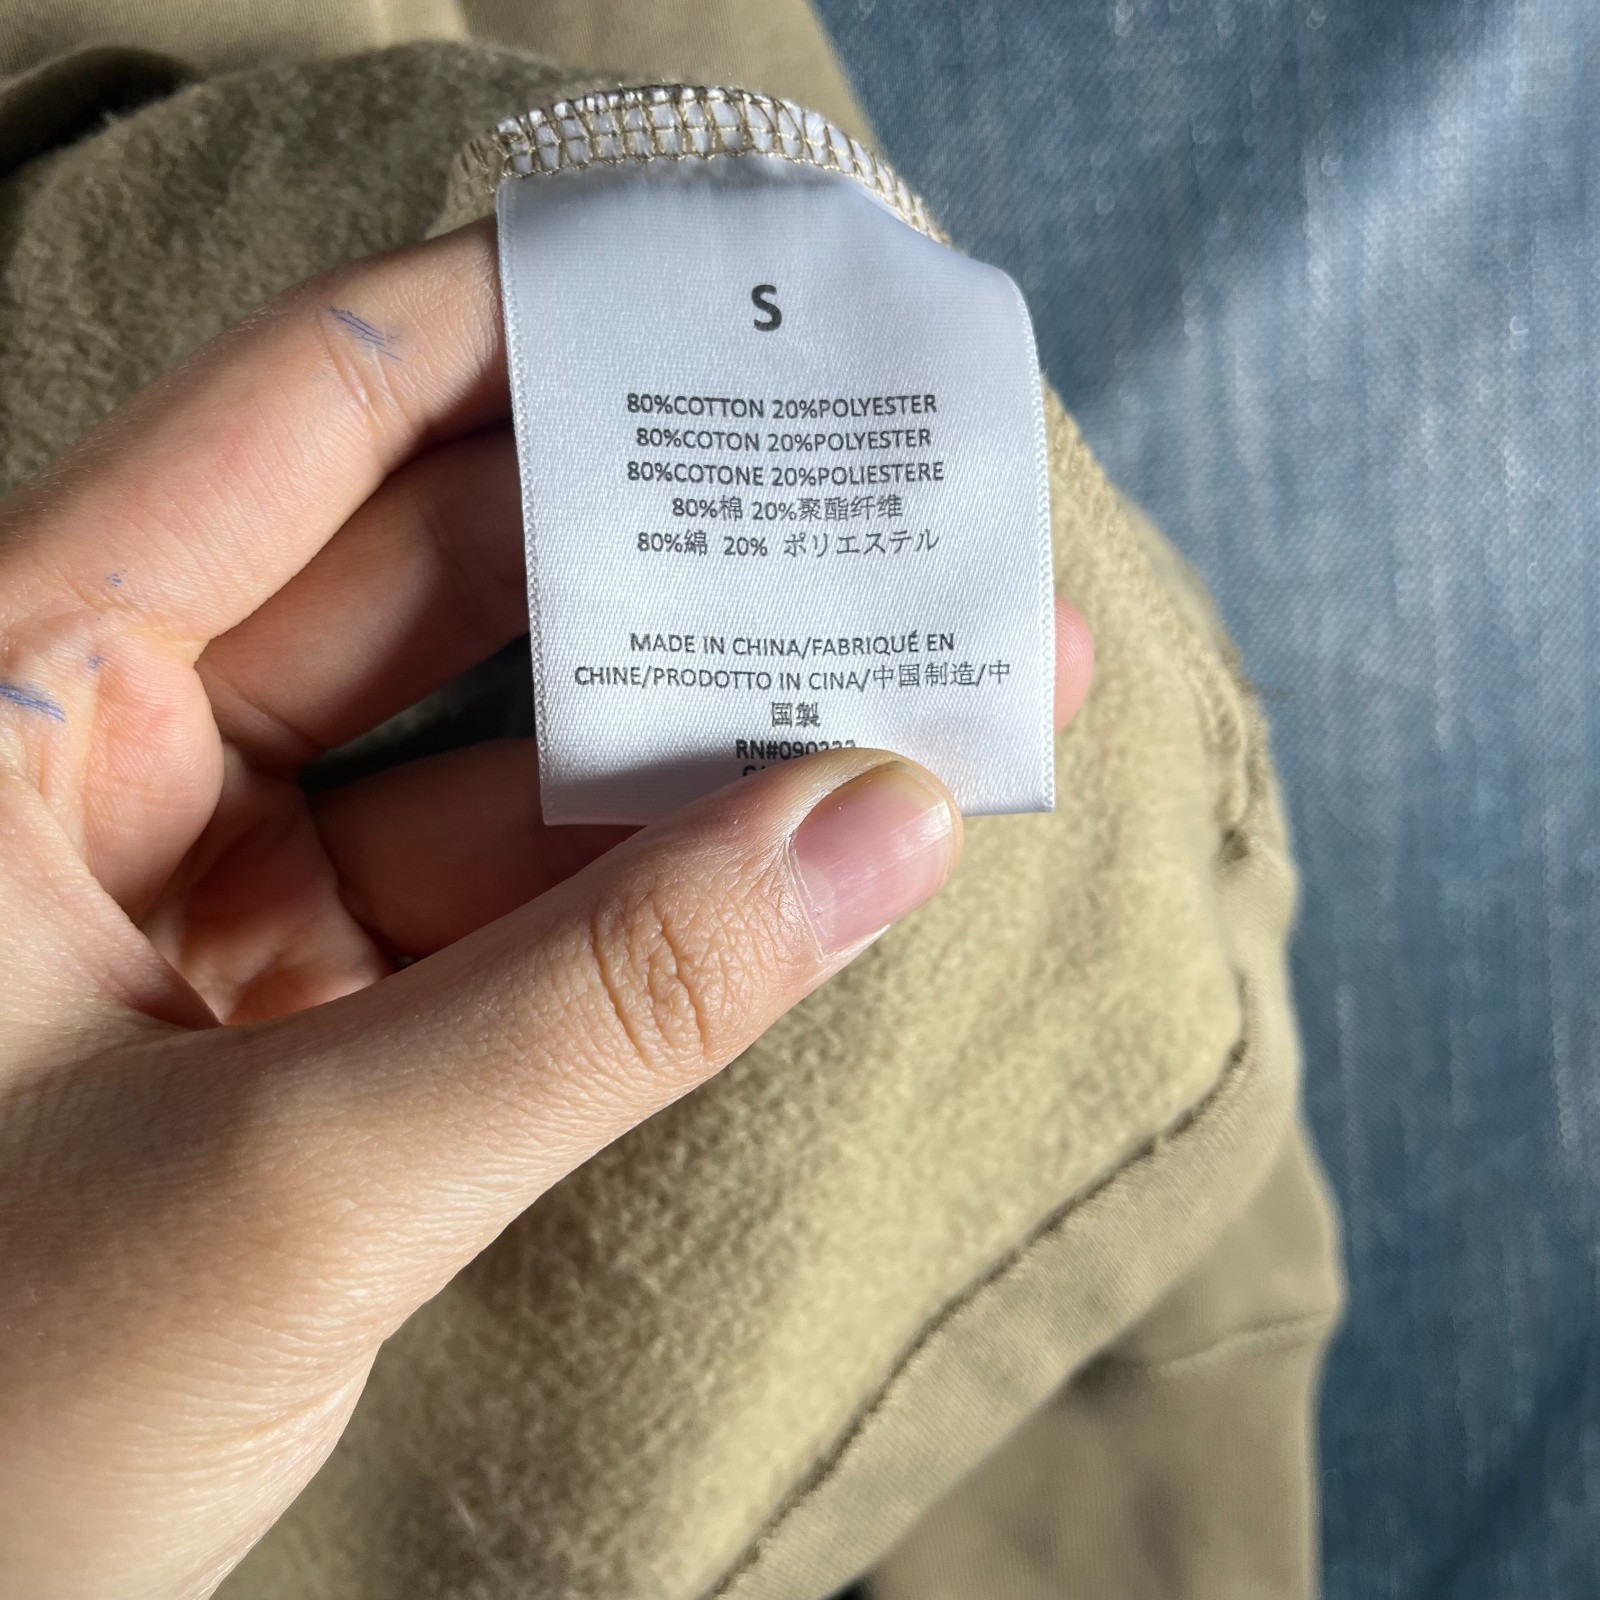 S
80%COTTON 20%POLYESTER
80%COTON 20%POLYESTER
80%COTONE 20%POLIESTERE
80%棉 20%聚酯纤维
80%綿 20% ポリエステル
MADE IN CHINA/FABRIQUÉ EN
CHINE/PRODOTTO IN CINA/中国制造/中
国製